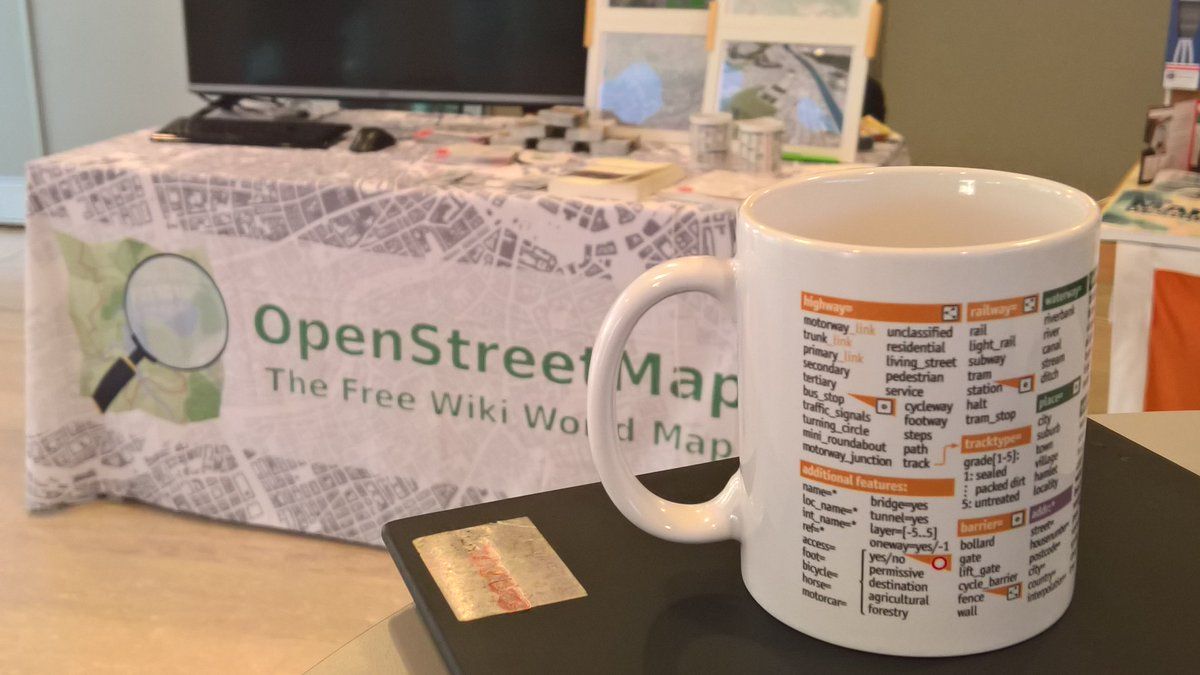 OpenStreetMap
The Free Wiki World Map
highway=
motorway_link
trunk_link
primary_link
secondary
tertiary
bus_stop
traffic_signals
turning_circle
mini_roundabout
motorway_junction
unclassified
residential
living_street
pedestrian
service
cycleway
footway
steps
path
track
additional features:
name=*
loc_name=*
int_name=*
ref=*
access=
foot=
bicycle=
horse=
motorcar=
bridge=yes
tunnel=yes
layer=[-5..5]
oneway=yes/-1
yes/no
permissive
destination
agricultural
forestry
railway=
rail
light_rail
subway
tram
station
halt
tram_stop
tracktype=
grade[1-5]:
1: sealed
: packed dirt
5: untreated
barrier=
bollard
gate
lift_gate
cycle_barrier
fence
wall
waterway=
riverbank
river
canal
stream
ditch
place=
city
suburb
town
village
hamlet
locality
addr:*
street=
housenumber=
postcode=
city=
country=
interpolation=